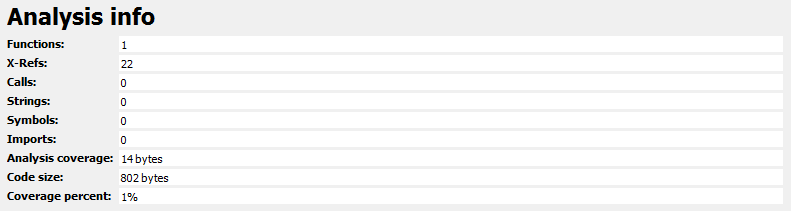 Analysis info
Functions: 1
X-Refs: 22
Calls: 0
Strings: 0
Symbols: 0
Imports: 0
Analysis coverage: 14 bytes
Code size: 802 bytes
Coverage percent: 1%